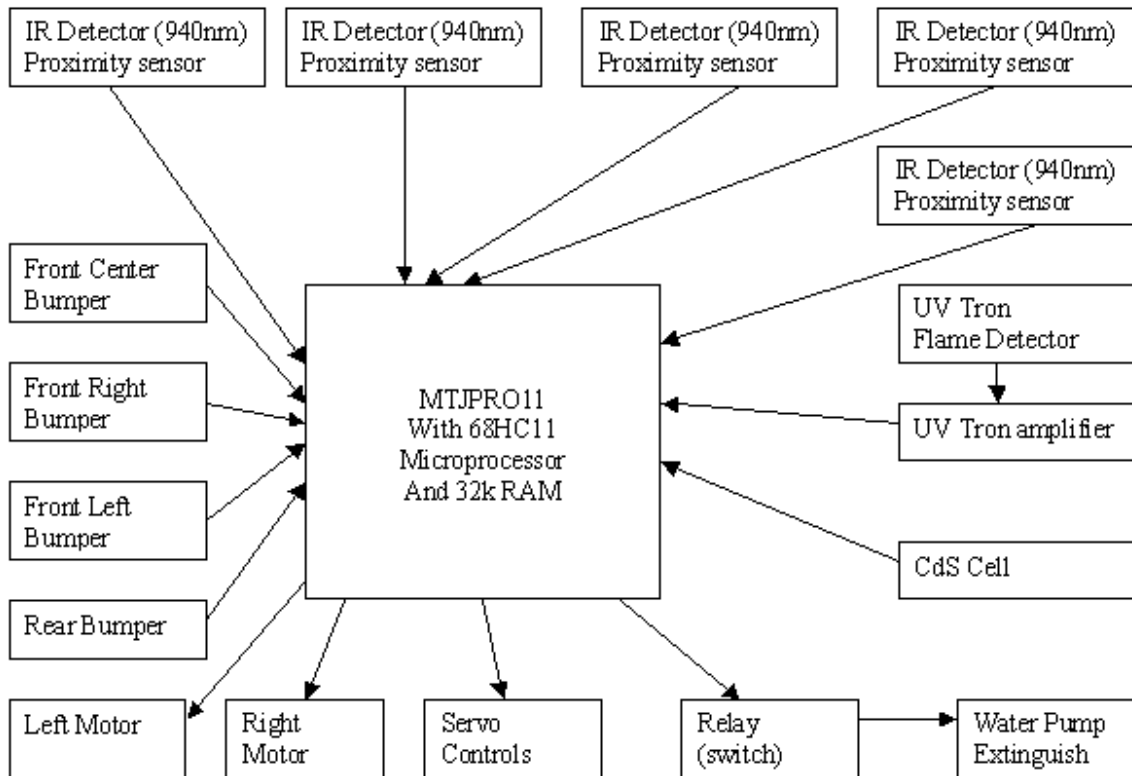 IR Detector (940nm)
Proximity sensor
IR Detector (940nm)
Proximity sensor
IR Detector (940nm)
Proximity sensor
IR Detector (940nm)
Proximity sensor
IR Detector (940nm)
Proximity sensor
Front Center
Bumper
UV Tron
Flame Detector
Front Right
Bumper
MTJPRO11
With 68HC11
Microprocessor
And 32k RAM
UV Tron amplifier
Front Left
Bumper
CdS Cell
Rear Bumper
Left Motor
Right
Motor
Servo
Controls
Relay
(switch)
Water Pump
Extinguish